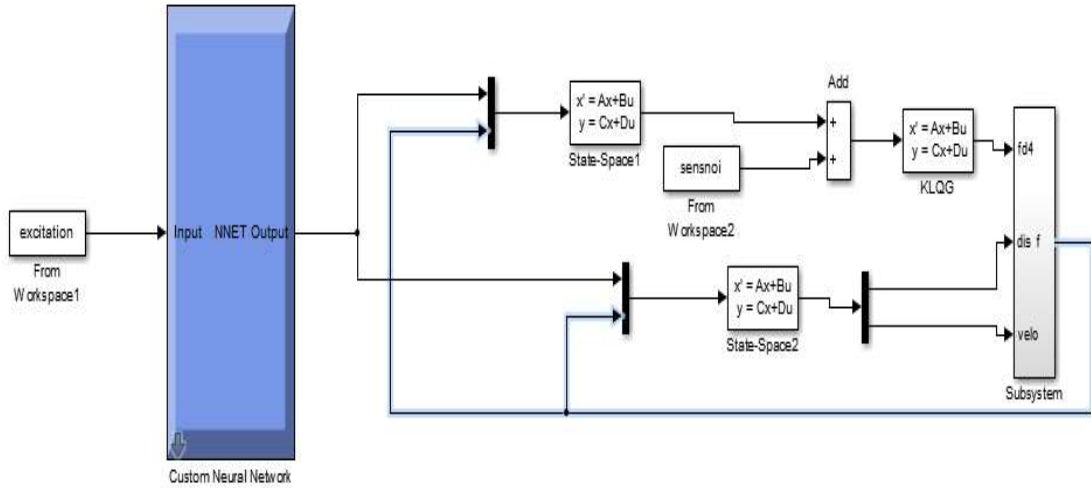 excitation
From
Workspace1
Input NNET Output
Custom Neural Network
x' = Ax+Bu
y = Cx+Du
State-Space1
sensnoi
From
Workspace2
Add
+
+
x' = Ax+Bu
y = Cx+Du
KLQG
x' = Ax+Bu
y = Cx+Du
State-Space2
fd4
dis f
velo
Subsystem